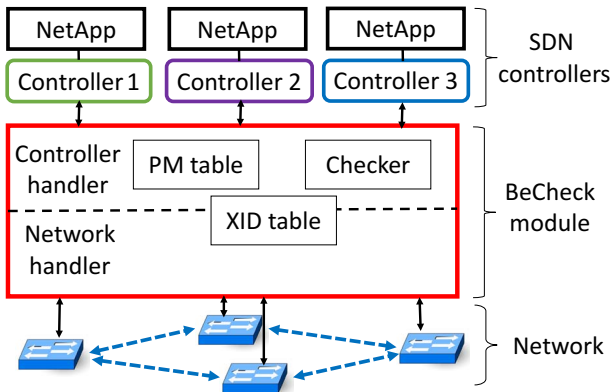 NetApp
NetApp
NetApp
SDN
controllers
Controller 1
Controller 2
Controller 3
Controller
handler
PM table
Checker
BeCheck
module
XID table
Network
handler
Network